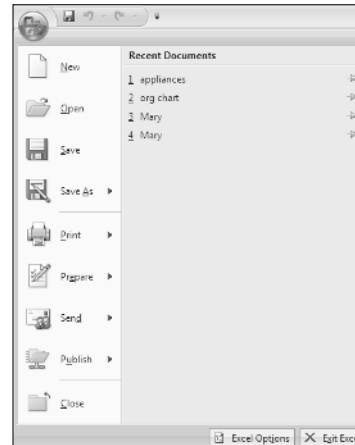 New
Open
Save
Save As
Print
Prepare
Send
Publish
Close
Recent Documents
1 appliances
2 org chart
3 Mary
4 Mary
Excel Options
Exit Exce